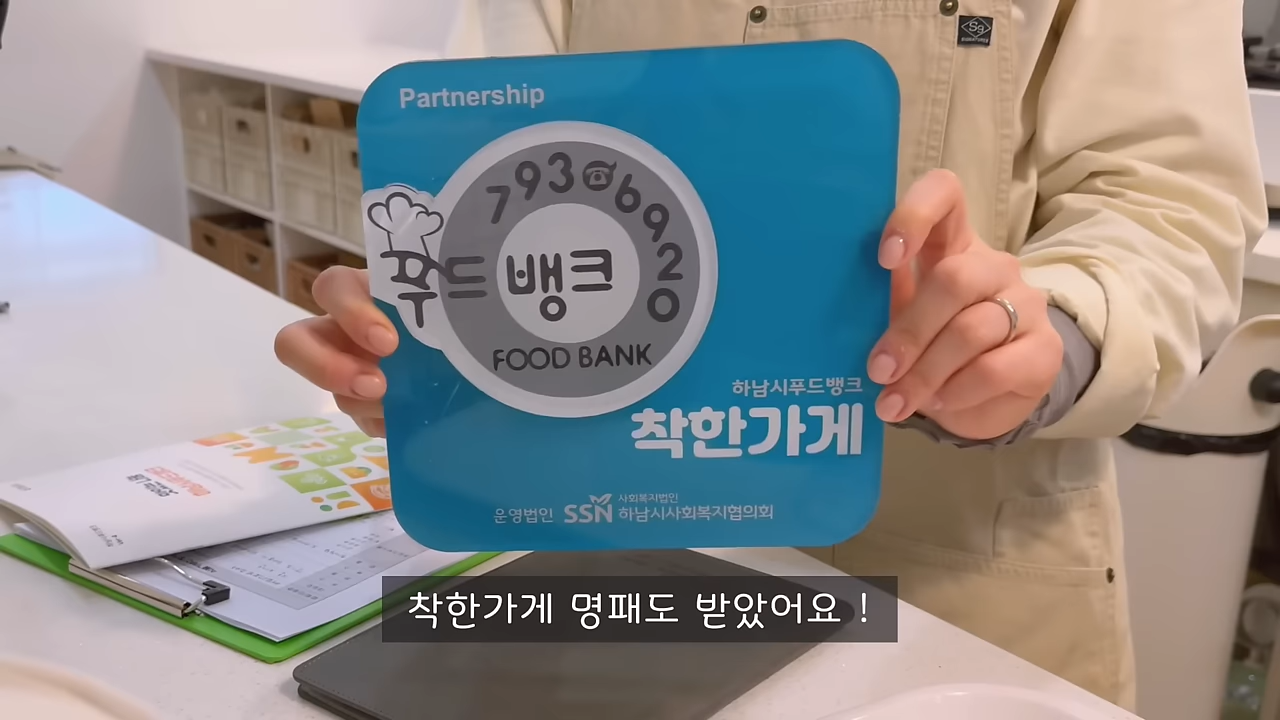 Sg
Partnership
793☎6920
푸드뱅크
FOOD BANK
하남시푸드뱅크
착한가게
운영법인 SSN 사회복지법인
하남시사회복지협의회
착한가게 명패도 받았어요 !